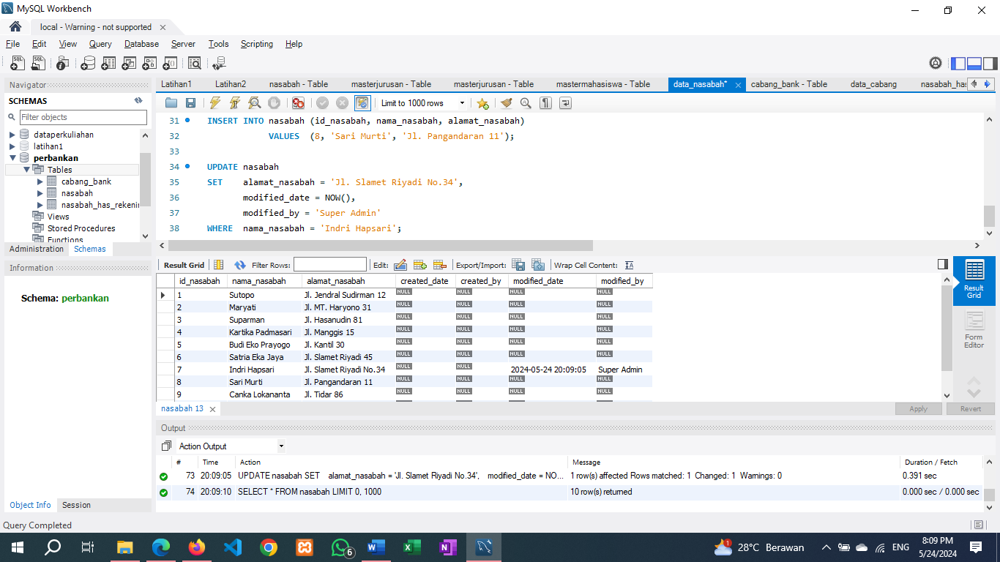 MySQL Workbench
local - Warning - not supported
File Edit View Query Database Server Tools Scripting Help
Navigator
SCHEMAS
Filter objects
dataperkuliahan
latihan1
perbankan
Tables
cabang_bank
nasabah
nasabah_has_rekenin
Views
Stored Procedures
Functions
Administration Schemas
Information
Schema: perbankan
Object Info Session
Latihan1 Latihan2 nasabah - Table masterjurusan - Table masterjurusan - Table mastermahasiswa - Table data_nasabah* cabang_bank - Table data_cabang nasabah_has
Limit to 1000 rows
31 INSERT INTO nasabah (id_nasabah, nama_nasabah, alamat_nasabah)
32 VALUES (8, 'Sari Murti', 'Jl. Pangandaran 11');
33
34 UPDATE nasabah
35 SET alamat_nasabah = 'Jl. Slamet Riyadi No.34',
36 modified_date = NOW(),
37 modified_by = 'Super Admin'
38 WHERE nama_nasabah = 'Indri Hapsari';
Result Grid Filter Rows: Edit: Export/Import: Wrap Cell Content: IA
id_nasabah nama_nasabah alamat_nasabah created_date created_by modified_date modified_by
1 Sutopo Jl. Jendral Sudirman 12 NULL NULL NULL NULL
2 Maryati Jl. MT. Haryono 31 NULL NULL NULL NULL
3 Suparman Jl. Hasanudin 81 NULL NULL NULL NULL
4 Kartika Padmasari Jl. Manggis 15 NULL NULL NULL NULL
5 Budi Eko Prayogo Jl. Kantil 30 NULL NULL NULL NULL
6 Satria Eka Jaya Jl. Slamet Riyadi 45 NULL NULL NULL NULL
7 Indri Hapsari Jl. Slamet Riyadi No.34 NULL NULL 2024-05-24 20:09:05 Super Admin
8 Sari Murti Jl. Pangandaran 11 NULL NULL NULL NULL
9 Canka Lokananta Jl. Tidar 86 NULL NULL NULL NULL
Result Grid
Form Editor
nasabah 13
Apply Revert
Output
Action Output
# Time Action Message Duration / Fetch
73 20:09:05 UPDATE nasabah SET alamat_nasabah = 'Jl. Slamet Riyadi No.34', modified_date = NO... 1 row(s) affected Rows matched: 1 Changed: 1 Warnings: 0 0.391 sec
74 20:09:10 SELECT * FROM nasabah LIMIT 0, 1000 10 row(s) returned 0.000 sec / 0.000 sec
Query Completed
6
1
28°C Berawan
ENG
8:09 PM
5/24/2024